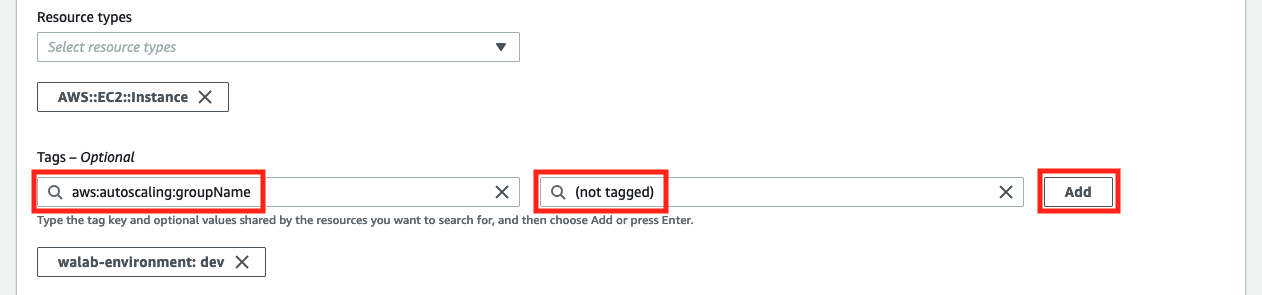 Resource types
Select resource types
AWS::EC2::Instance
Tags – Optional
aws:autoscaling:groupName (not tagged) Add
Type the tag key and optional values shared by the resources you want to search for, and then choose Add or press Enter.
walab-environment: dev